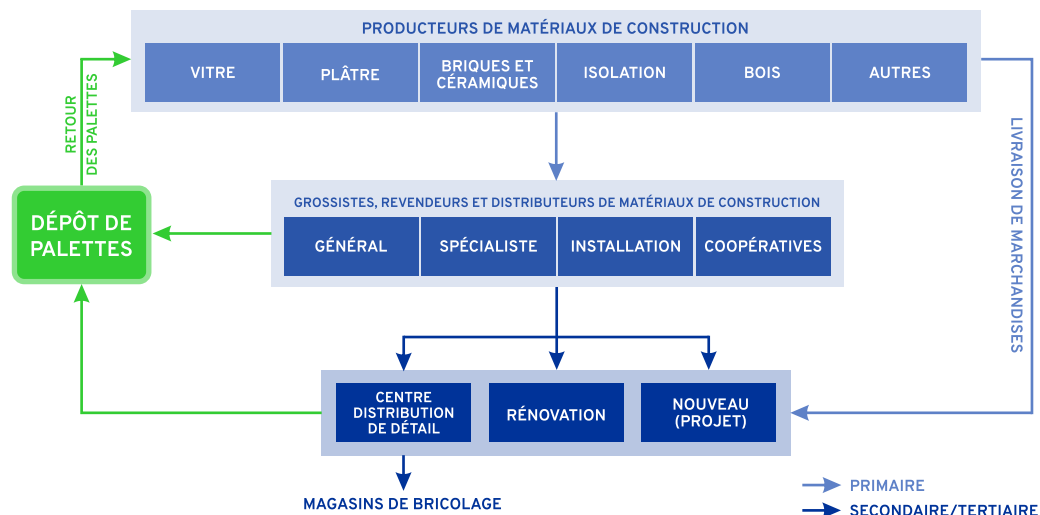 PRODUCTEURS DE MATÉRIAUX DE CONSTRUCTION
VITRE
PLÂTRE
BRIQUES ET
CÉRAMIQUES
ISOLATION
BOIS
AUTRES
RETOUR
DES PALETTES
LIVRAISON DE MARCHANDISES
GROSSISTES, REVENDEURS ET DISTRIBUTEURS DE MATÉRIAUX DE CONSTRUCTION
GÉNÉRAL
SPÉCIALISTE
INSTALLATION
COOPÉRATIVES
DÉPÔT DE
PALETTES
CENTRE
DISTRIBUTION
DE DÉTAIL
RÉNOVATION
NOUVEAU
(PROJET)
MAGASINS DE BRICOLAGE
PRIMAIRE
SECONDAIRE/TERTIAIRE